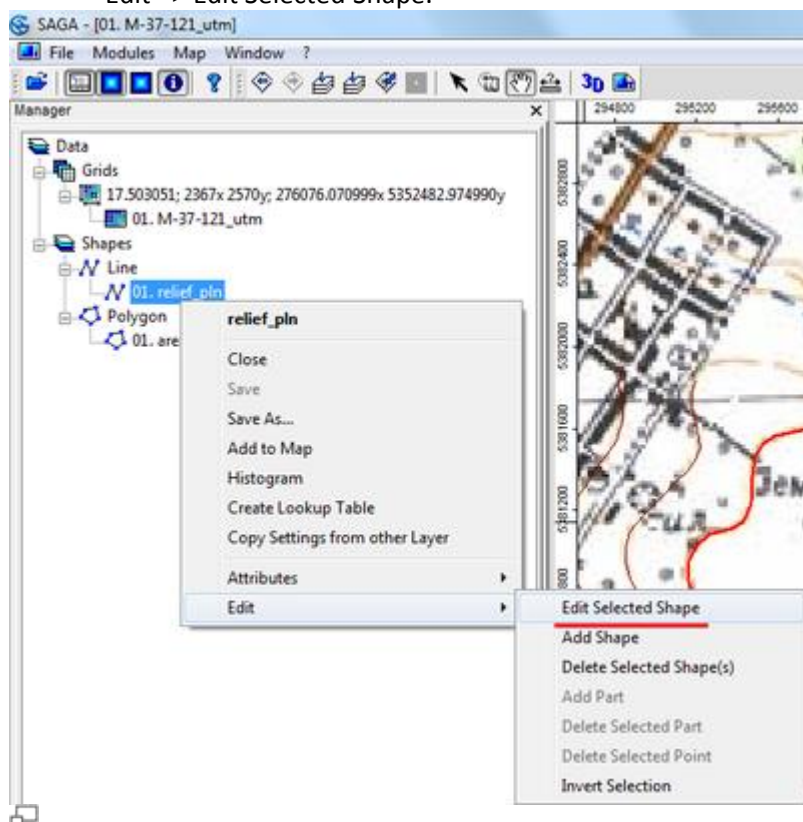 Edit -> Edit Selected Shape.
SAGA - [01. M-37-121_utm]
File Modules Map Window ?
3D
Manager x
294800 295200 295600
Data
Grids
17.503051; 2367x 2570y; 276076.070999x 5352482.974990y
01. M-37-121_utm
Shapes
Line
01. relief_pln
Polygon
01. are
relief_pln
Close
Save
Save As...
Add to Map
Histogram
Create Lookup Table
Copy Settings from other Layer
Attributes
Edit
Edit Selected Shape
Add Shape
Delete Selected Shape(s)
Add Part
Delete Selected Part
Delete Selected Point
Invert Selection
5382800
5382400
5382000
5381600
5381200
800
Зем